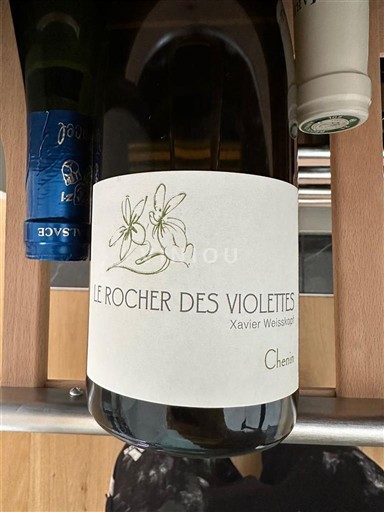 LE ROCHER DES VIOLETTES
Xavier Weisskopf
Chenin
ALSACE